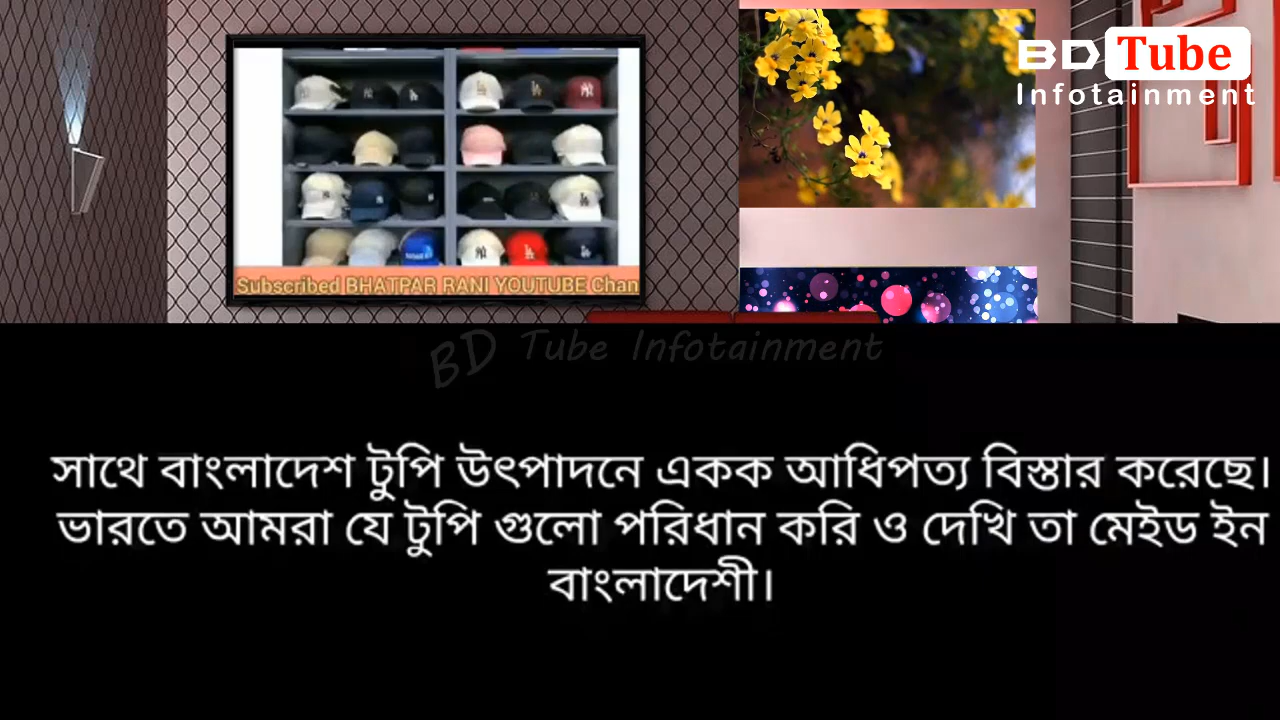 BD Tube
Infotainment
Subscribed BHATPAR RANI YOUTUBE Chan
BD Tube Infotainment
সাথে বাংলাদেশ টুপি উৎপাদনে একক আধিপত্য বিস্তার করেছে।
ভারতে আমরা যে টুপি গুলো পরিধান করি ও দেখি তা মেইড ইন
বাংলাদেশী।